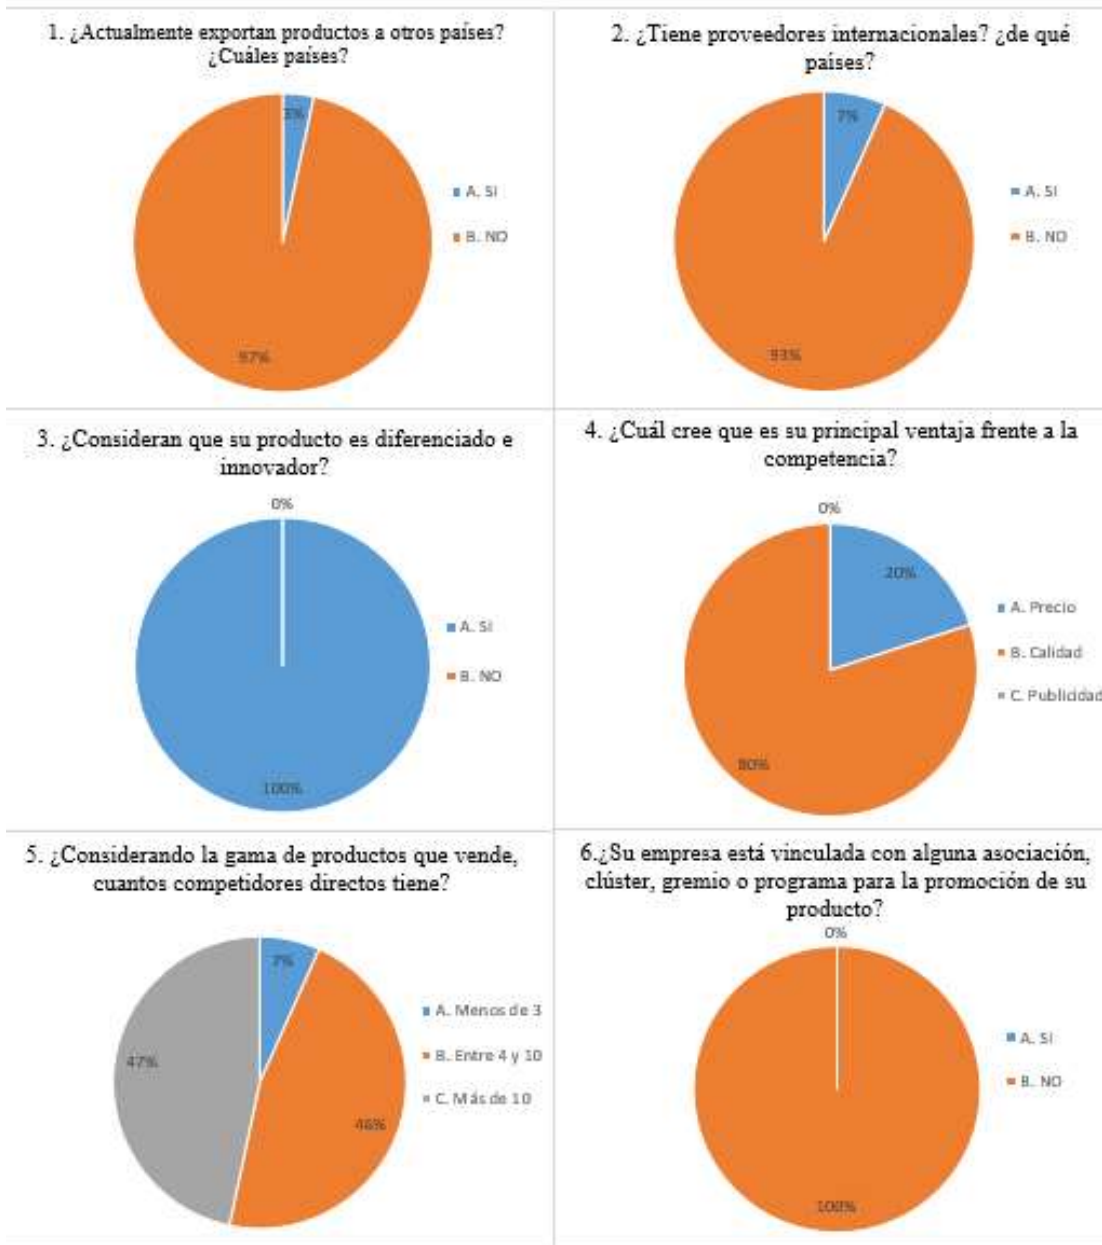 1. ¿Actualmente exportan productos a otros países?
¿Cuáles países?
3%
A. SI
B. NO
97%
2. ¿Tiene proveedores internacionales? ¿de qué
países?
7%
A. SI
B. NO
93%
3. ¿Consideran que su producto es diferenciado e
innovador?
0%
A. SI
B. NO
100%
4. ¿Cuál cree que es su principal ventaja frente a la
competencia?
0%
20%
A. Precio
B. Calidad
C. Publicidad
80%
5. ¿Considerando la gama de productos que vende,
cuantos competidores directos tiene?
7%
A. Menos de 3
B. Entre 4 y 10
C. Más de 10
47%
46%
6.¿Su empresa está vinculada con alguna asociación,
clúster, gremio o programa para la promoción de su
producto?
0%
A. SI
B. NO
100%